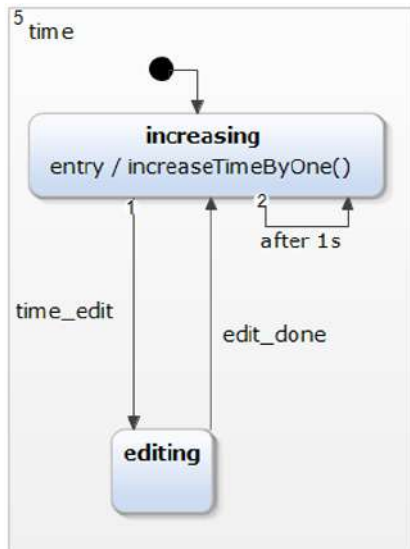 5
time
increasing
entry / increaseTimeByOne()
1
2
after 1s
time_edit
edit_done
editing